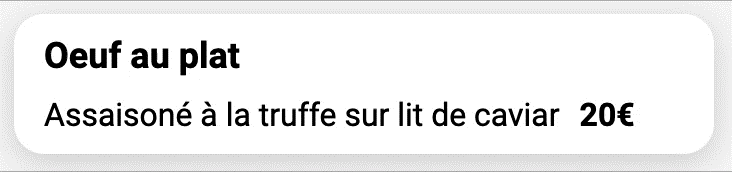 Oeuf au plat
Assaisoné à la truffe sur lit de caviar 20€